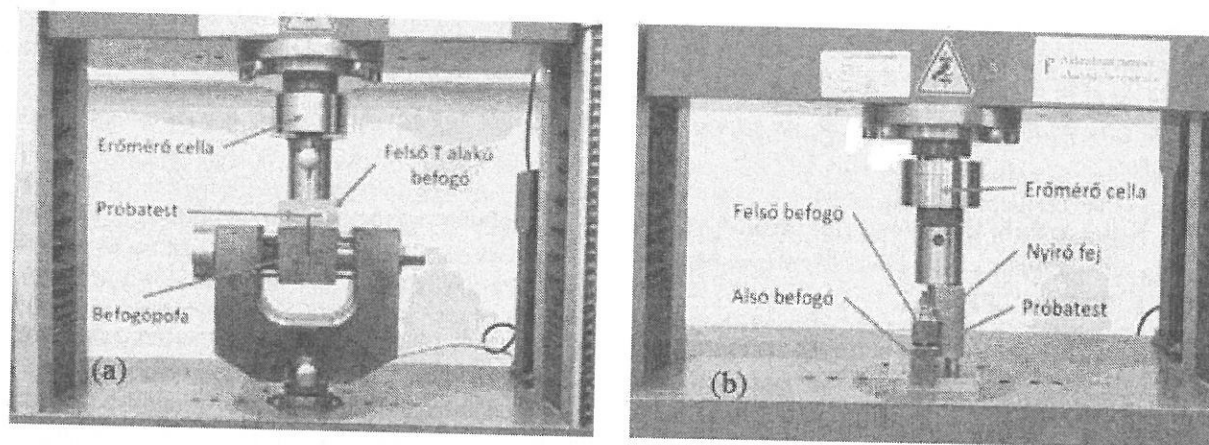 Erőmérő cella
Felső T alakú
befogó
Próbatest
Befogópofa
(a)
Erőmérő cella
Felső befogó
Nyíró fej
Alsó befogó
Próbatest
(b)